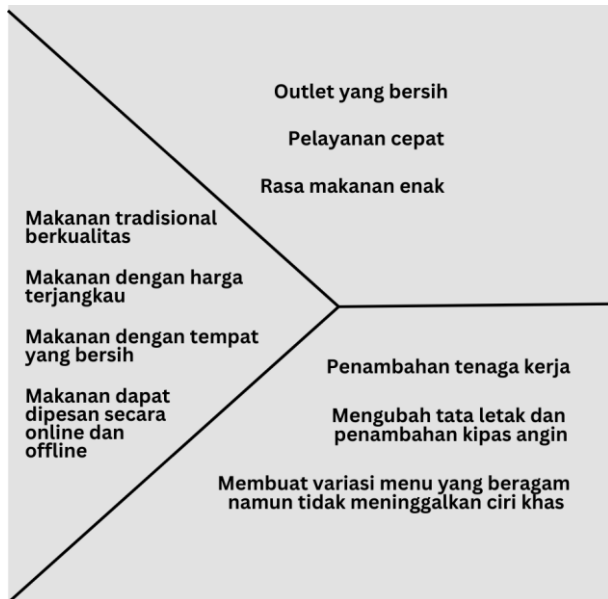 Outlet yang bersih
Pelayanan cepat
Rasa makanan enak
Makanan tradisional
berkualitas
Makanan dengan harga
terjangkau
Makanan dengan tempat
yang bersih
Makanan dapat
dipesan secara
online dan
offline
Penambahan tenaga kerja
Mengubah tata letak dan
penambahan kipas angin
Membuat variasi menu yang beragam
namun tidak meninggalkan ciri khas